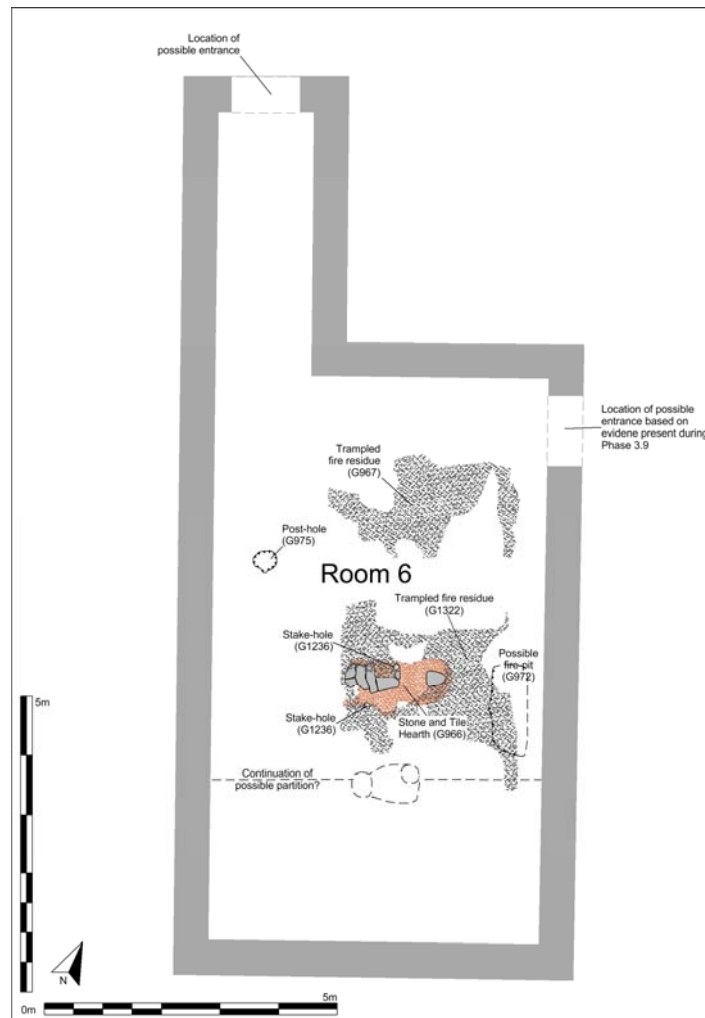 Location of
possible entrance
Location of possible
entrance based on
evidene present during
Phase 3.9
Trampled
fire residue
(G967)
Post-hole
(G975)
Room 6
Trampled fire residue
(G1322)
Stake-hole
(G1236)
Possible
fire-pit
(G972)
Stake-hole
(G1236)
Stone and Tile
Hearth (G966)
Continuation of
possible partition?
5m
N
0m
5m